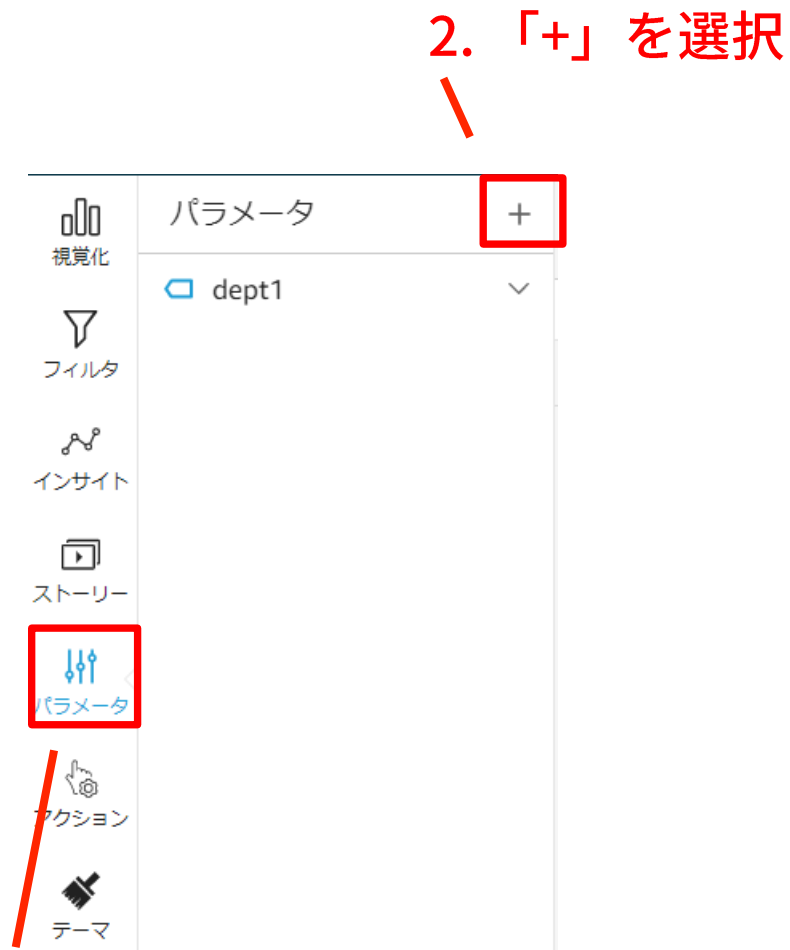 2. 「+」を選択
パラメータ
+
dept1
視覚化
フィルタ
インサイト
ストーリー
パラメータ
アクション
テーマ